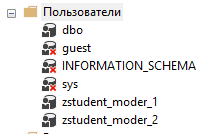 Пользователи
dbo
guest
INFORMATION_SCHEMA
sys
zstudent_moder_1
zstudent_moder_2